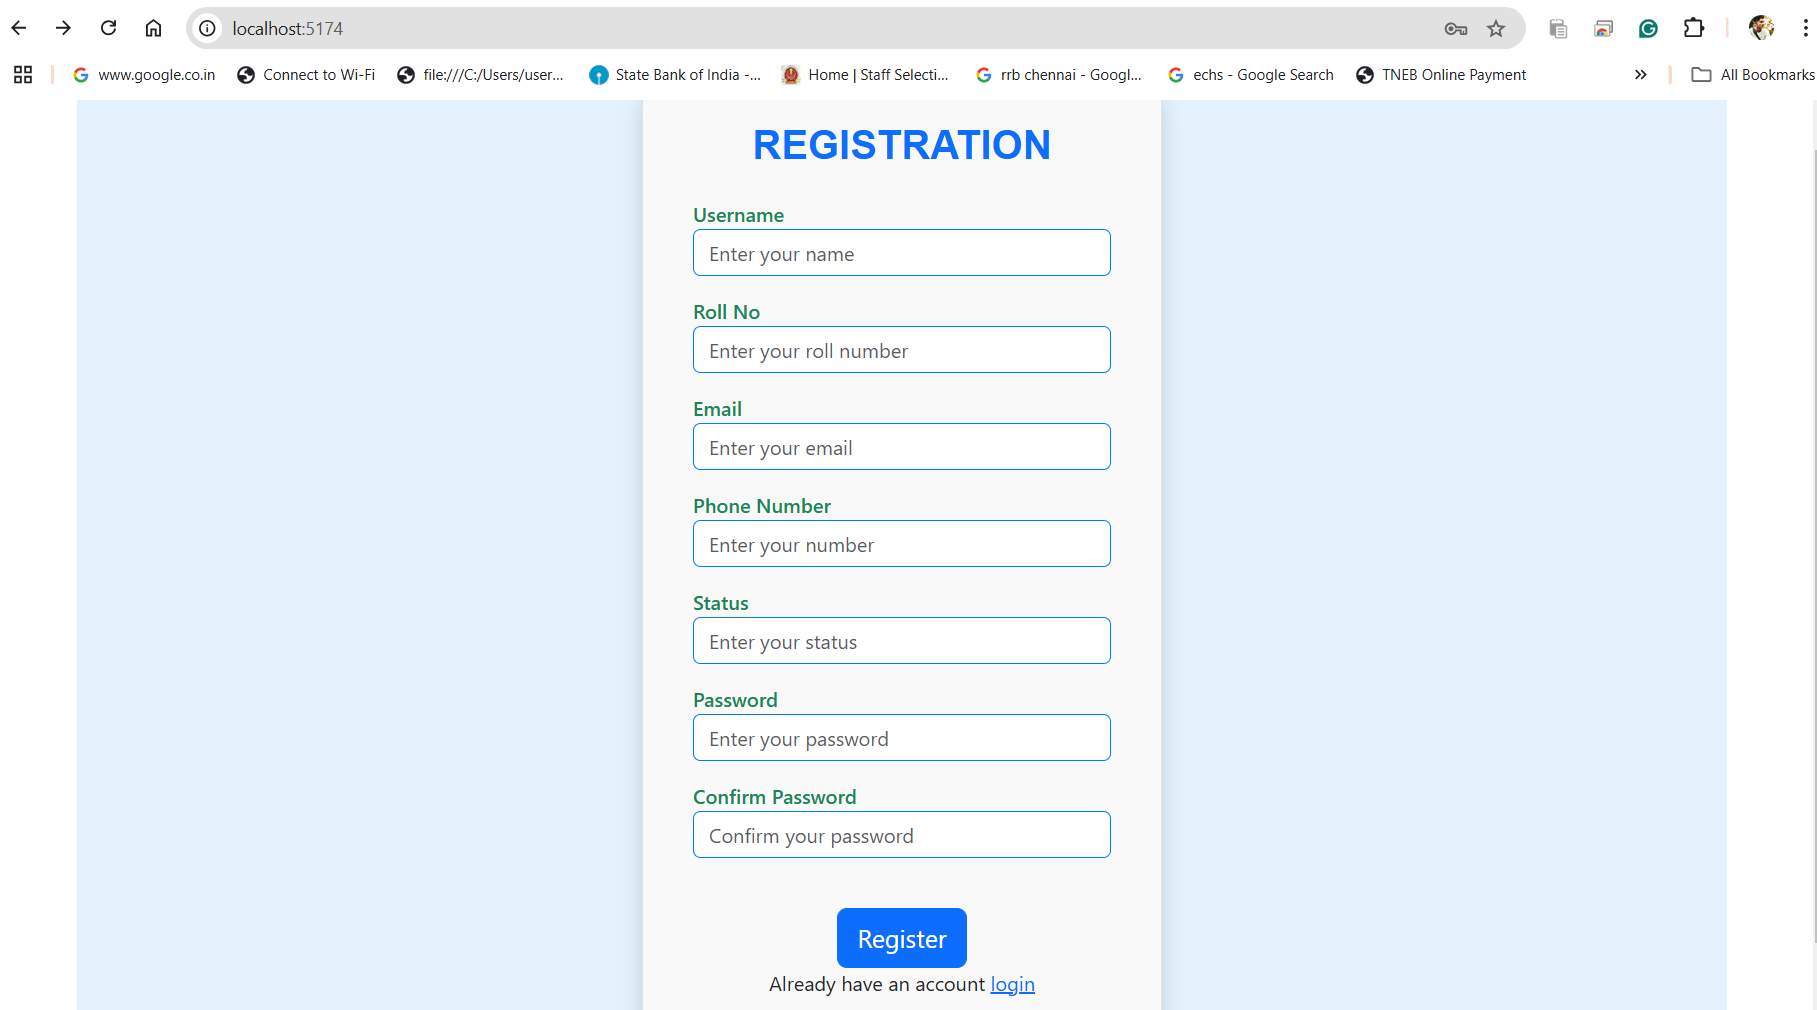 localhost:5174
www.google.co.in Connect to Wi-Fi file:///C:/Users/user... State Bank of India -... Home | Staff Selecti... rrb chennai - Googl... echs - Google Search TNEB Online Payment » All Bookmarks
REGISTRATION
Username
Enter your name
Roll No
Enter your roll number
Email
Enter your email
Phone Number
Enter your number
Status
Enter your status
Password
Enter your password
Confirm Password
Confirm your password
Register
Already have an account login